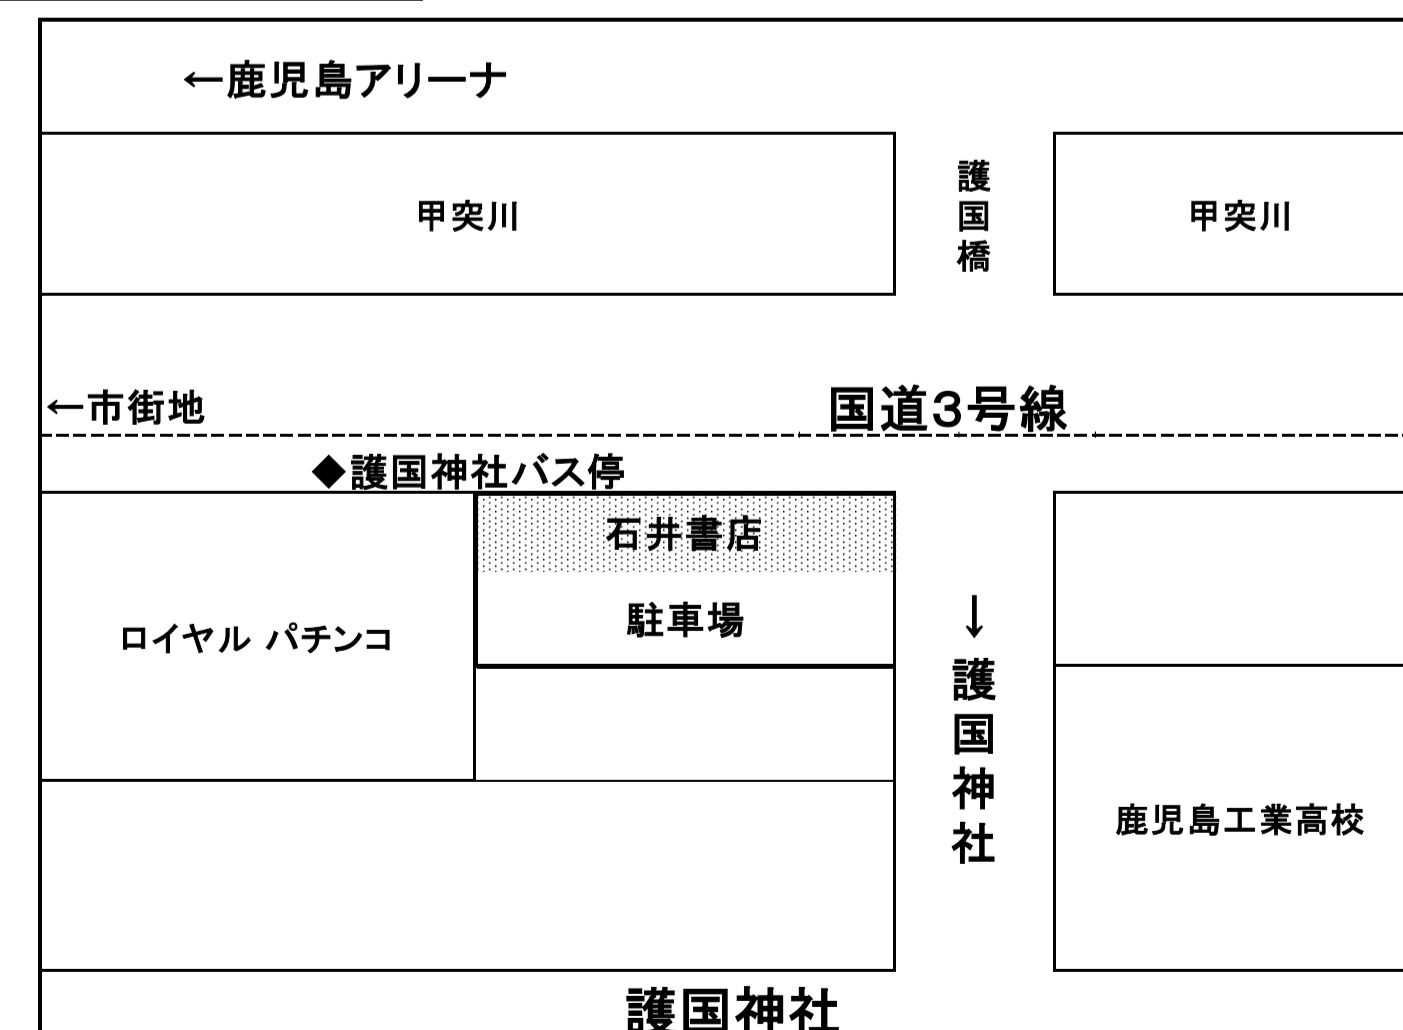 ←鹿児島アリーナ
甲突川
護国橋
甲突川
←市街地
国道3号線
◆護国神社バス停
石井書店
駐車場
ロイヤル パチンコ
↓護国神社
鹿児島工業高校
護国神社